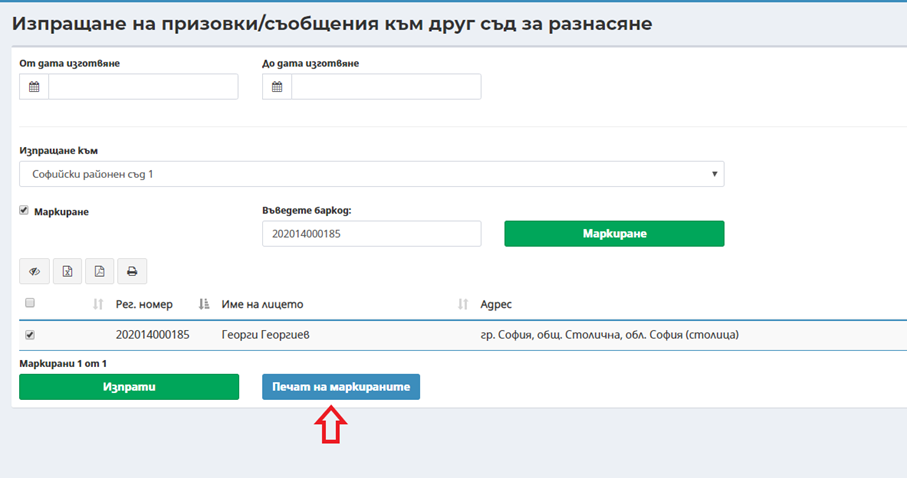 Изпращане на призовки/съобщения към друг съд за разнасяне
От дата изготвяне До дата изготвяне
Изпращане към
Софийски районен съд 1
Маркиране Въведете баркод:
202014000185 Маркиране
Рег. номер Име на лицето Адрес
202014000185 Георги Георгиев гр. София, общ. Столична, обл. София (столица)
Маркирани 1 от 1
Изпрати Печат на маркираните